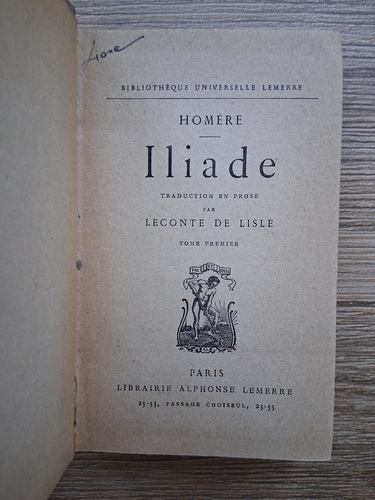 BIBLIOTHÈQUE UNIVERSELLE LEMERRE
HOMÈRE
Iliade
TRADUCTION EN PROSE
PAR
LECONTE DE LISLE
TOME PREMIER
PARIS
LIBRAIRIE ALPHONSE LEMERRE
23-33, PASSAGE CHOISEUL, 23-33